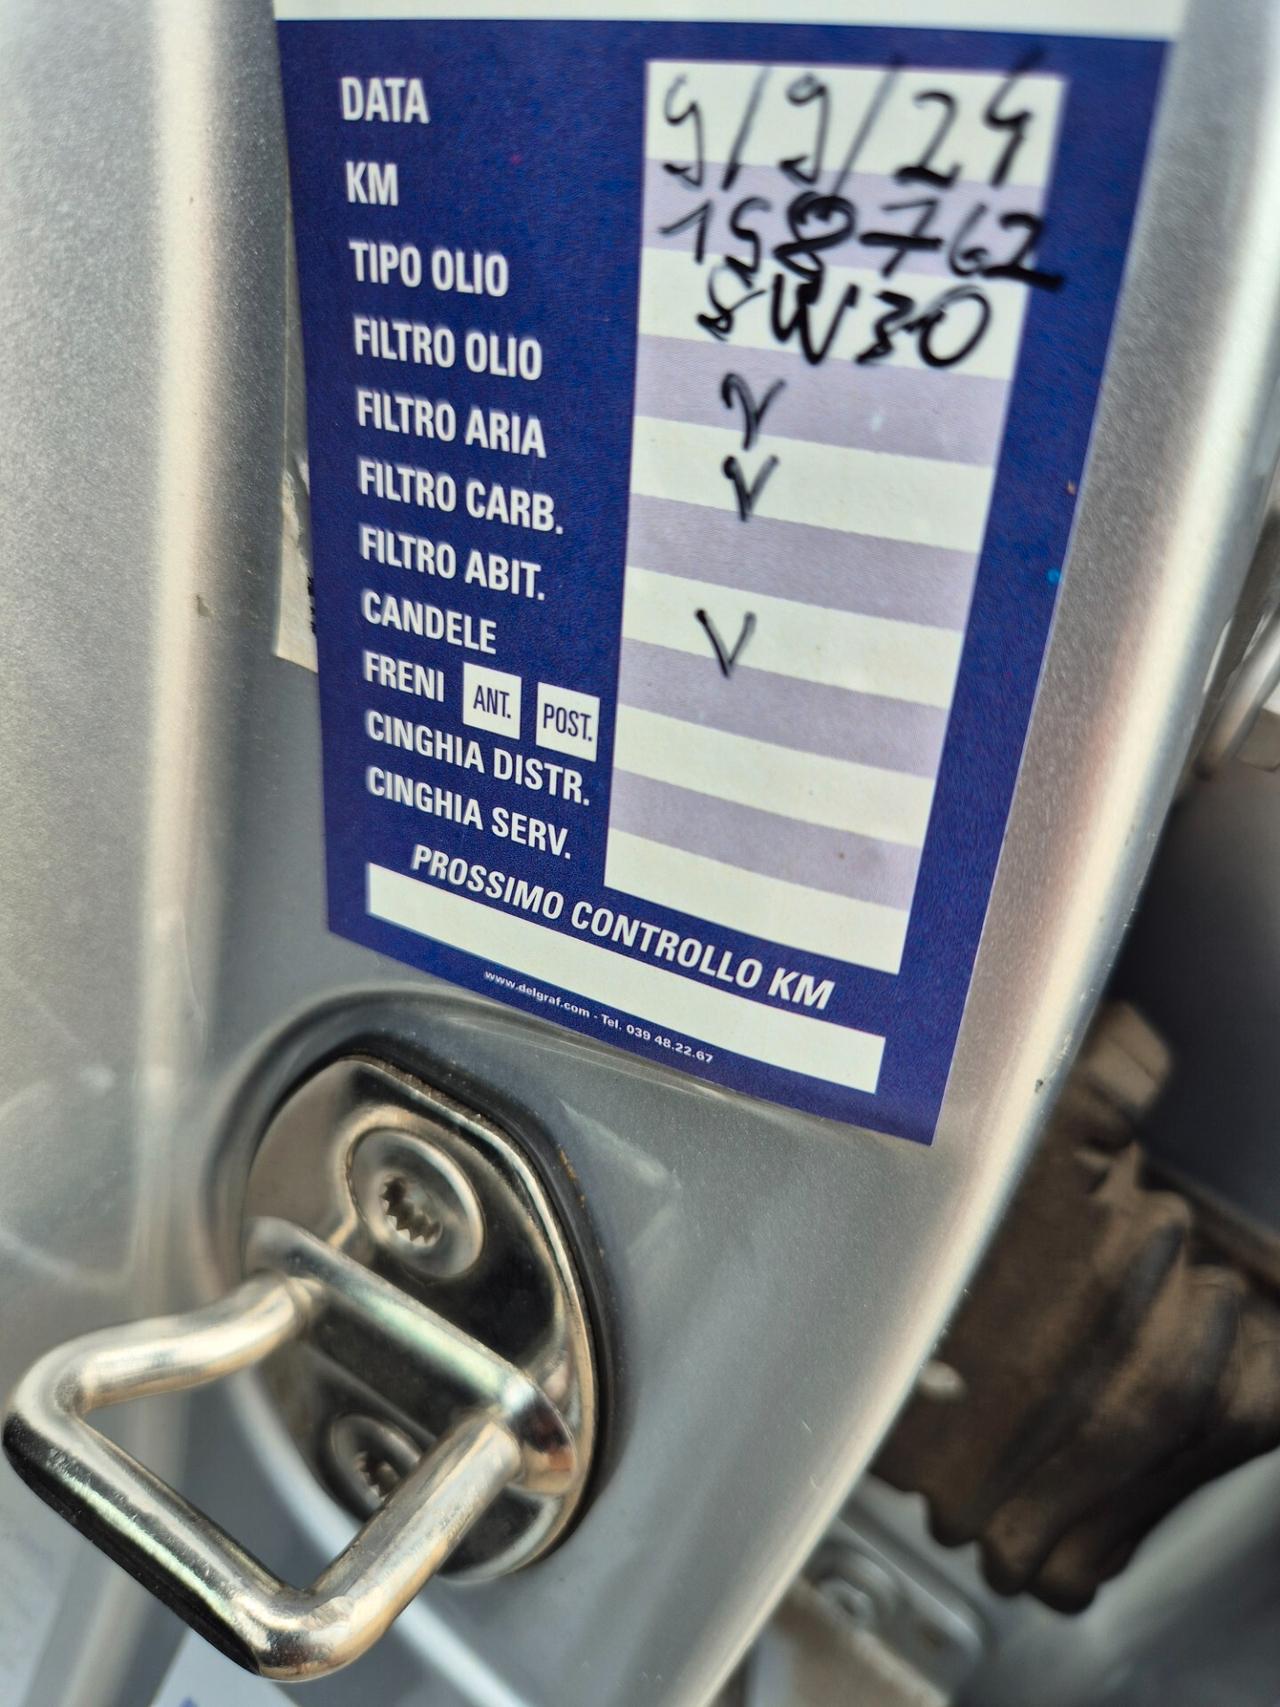 DATA 9/9/24
KM 158762
TIPO OLIO 5W30
FILTRO OLIO V
FILTRO ARIA V
FILTRO CARB.
FILTRO ABIT. V
CANDELE
FRENI ANT. POST.
CINGHIA DISTR.
CINGHIA SERV.
PROSSIMO CONTROLLO KM
www.delgraf.com - Tel. 039 48.22.67